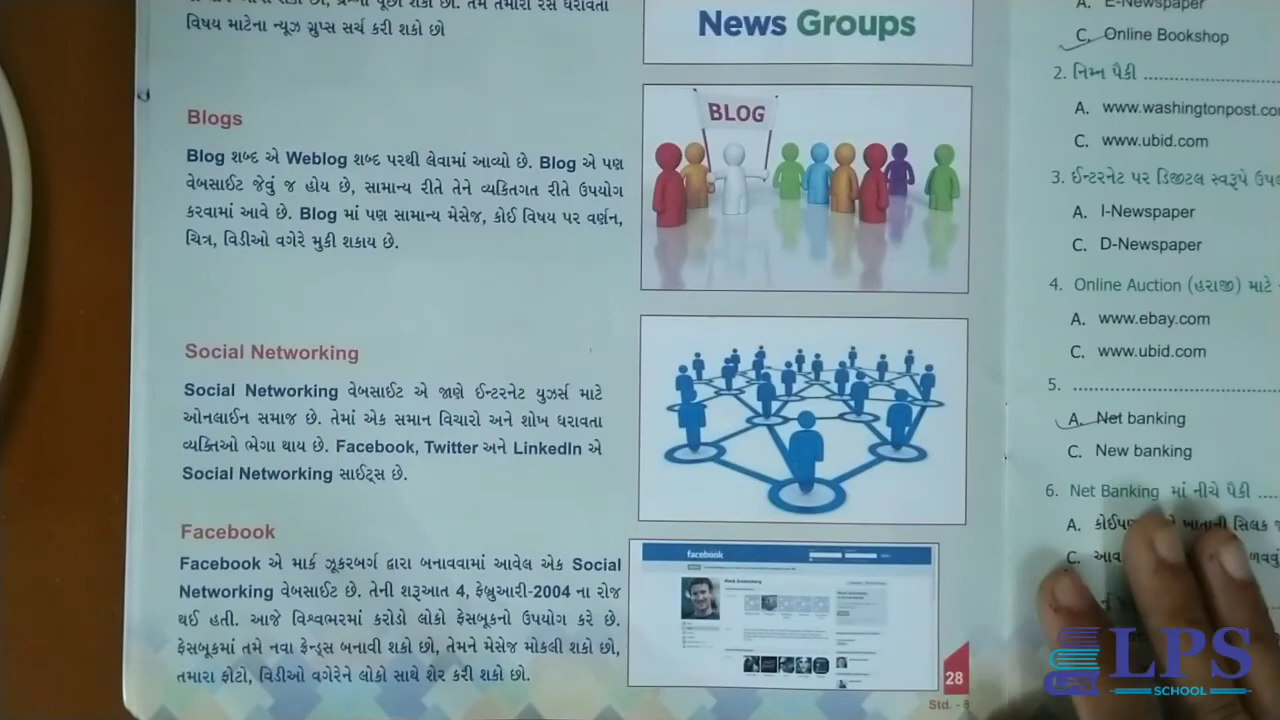 વિષય માટેના ન્યૂઝ ગ્રુપ્સ સર્ચ કરી શકો છો
News Groups
Blogs
Blog શબ્દ એ Weblog શબ્દ પરથી લેવામાં આવ્યો છે. Blog એ પણ
વેબસાઈટ જેવું જ હોય છે, સામાન્ય રીતે તેને વ્યકિતગત રીતે ઉપયોગ
કરવામાં આવે છે. Blog માં પણ સામાન્ય મેસેજ, કોઈ વિષય પર વર્ણન,
ચિત્ર, વિડીઓ વગેરે મુકી શકાય છે.
BLOG
Social Networking
Social Networking વેબસાઈટ એ જાણે ઈન્ટરનેટ યુઝર્સ માટે
ઓનલાઈન સમાજ છે. તેમાં એક સમાન વિચારો અને શોખ ધરાવતા
વ્યક્તિઓ ભેગા થાય છે. Facebook, Twitter અને LinkedIn એ
Social Networking સાઈટ્સ છે.
Facebook
Facebook એ માર્ક ઝૂકરબર્ગ દ્વારા બનાવવામાં આવેલ એક Social
Networking વેબસાઈટ છે. તેની શરૂઆત 4, ફેબ્રુઆરી-2004 ના રોજ
થઈ હતી. આજે વિશ્વભરમાં કરોડો લોકો ફેસબૂકનો ઉપયોગ કરે છે.
ફેસબૂકમાં તમે નવા ફ્રેન્ડ્સ બનાવી શકો છો, તેમને મેસેજ મોકલી શકો છો,
તમારા ફોટો, વિડીઓ વગેરેને લોકો સાથે શેર કરી શકો છો.
facebook
28
Std. - 8
A. E-Newspaper
C. Online Bookshop
2. નિમ્ન પૈકી ....................
A. www.washingtonpost.co
C. www.ubid.com
3. ઈન્ટરનેટ પર ડિજીટલ સ્વરૂપે
A. I-Newspaper
C. D-Newspaper
4. Online Auction (હરાજી) માટે
A. www.ebay.com
C. www.ubid.com
5. ..............................
A. Net banking
C. New banking
6. Net Banking માં નીચે પૈકી ....
A. ખાતાની સિલક
C. આવ
LPS
SCHOOL